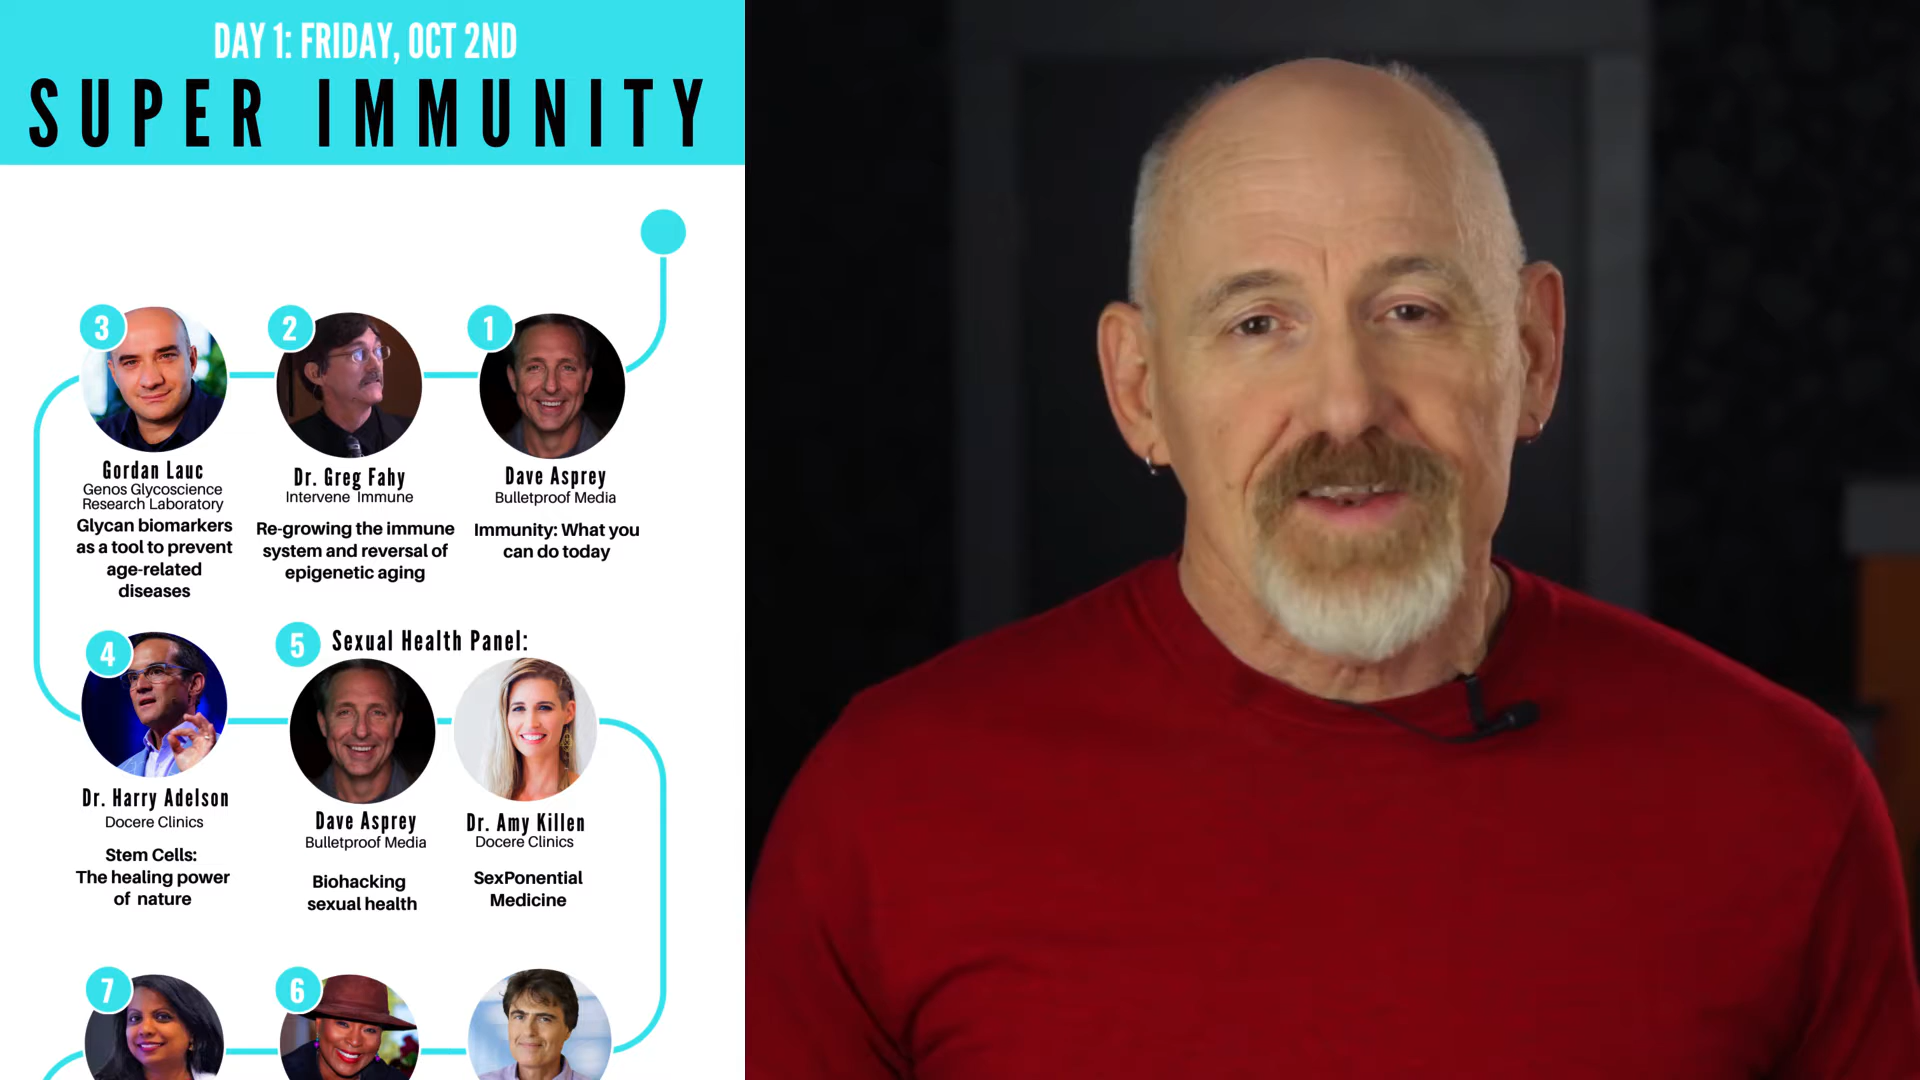 DAY 1: FRIDAY, OCT 2ND
SUPER IMMUNITY
3
2
1
Gordan Lauc
Genos Glycoscience
Research Laboratory
Glycan biomarkers
as a tool to prevent
age-related
diseases
Dr. Greg Fahy
Intervene Immune
Re-growing the immune
system and reversal of
epigenetic aging
Dave Asprey
Bulletproof Media
Immunity: What you
can do today
4
5
Sexual Health Panel:
Dr. Harry Adelson
Docere Clinics
Stem Cells:
The healing power
of nature
Dave Asprey
Bulletproof Media
Biohacking
sexual health
Dr. Amy Killen
Docere Clinics
SexPonential
Medicine
7
6